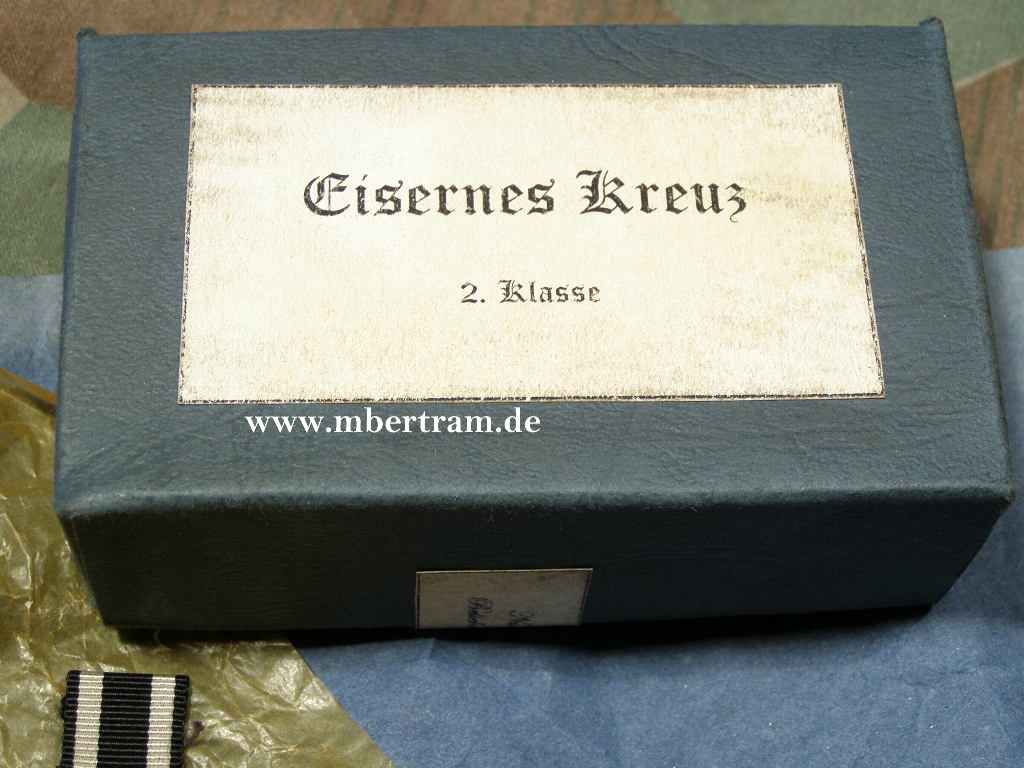 Eisernes Kreuz
2. Klasse
www.mbertram.de